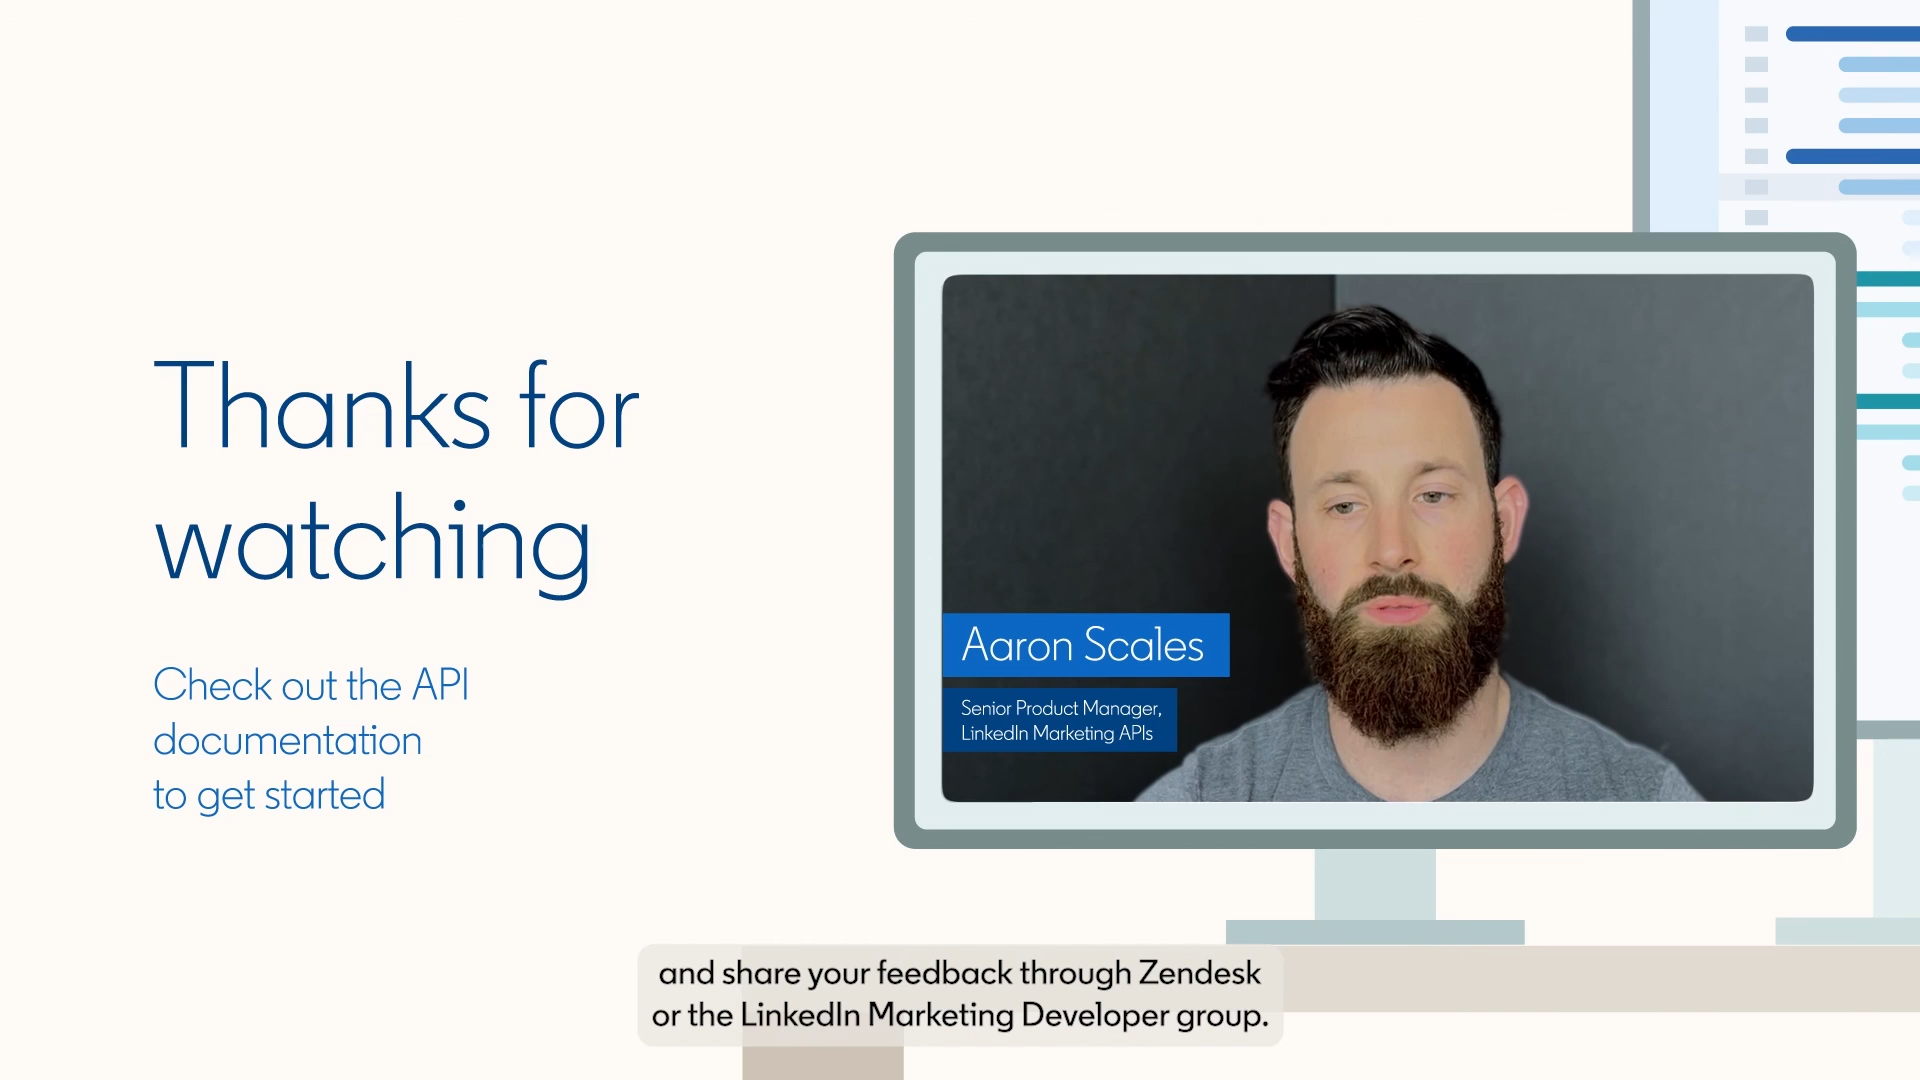 Thanks for
watching
Check out the API
documentation
to get started
Aaron Scales
Senior Product Manager,
LinkedIn Marketing APIs
and share your feedback through Zendesk
or the LinkedIn Marketing Developer group.